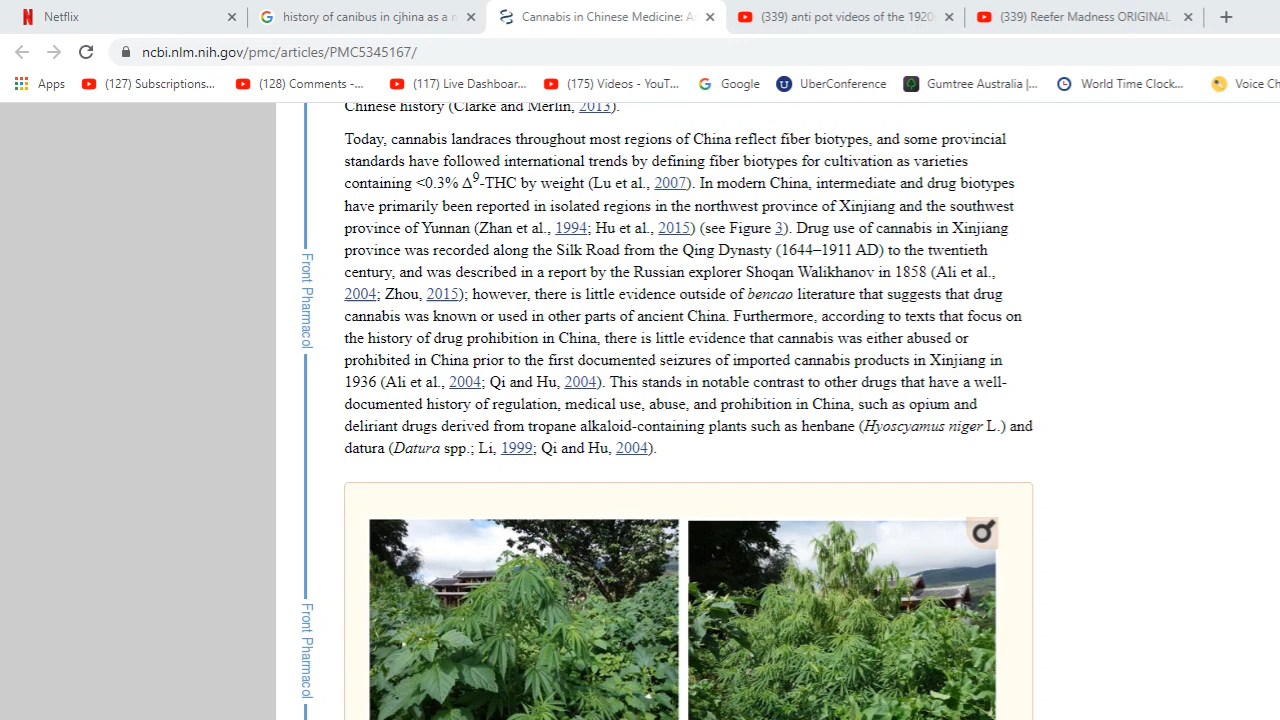 Netflix
history of canibus in cjhina as a
Cannabis in Chinese Medicine:
(339) anti pot videos of the 1920
(339) Reefer Madness ORIGINAL
ncbi.nlm.nih.gov/pmc/articles/PMC5345167/
Apps
(127) Subscriptions...
(128) Comments -...
(117) Live Dashboar...
(175) Videos - YouT...
Google
UberConference
Gumtree Australia |...
World Time Clock...
Voice Ch
Chinese history (Clarke and Merlin, 2013).
Today, cannabis landraces throughout most regions of China reflect fiber biotypes, and some provincial
standards have followed international trends by defining fiber biotypes for cultivation as varieties
containing <0.3% Δ9-THC by weight (Lu et al., 2007). In modern China, intermediate and drug biotypes
have primarily been reported in isolated regions in the northwest province of Xinjiang and the southwest
province of Yunnan (Zhan et al., 1994; Hu et al., 2015) (see Figure 3). Drug use of cannabis in Xinjiang
province was recorded along the Silk Road from the Qing Dynasty (1644–1911 AD) to the twentieth
century, and was described in a report by the Russian explorer Shoqan Walikhanov in 1858 (Ali et al.,
2004; Zhou, 2015); however, there is little evidence outside of bencao literature that suggests that drug
cannabis was known or used in other parts of ancient China. Furthermore, according to texts that focus on
the history of drug prohibition in China, there is little evidence that cannabis was either abused or
prohibited in China prior to the first documented seizures of imported cannabis products in Xinjiang in
1936 (Ali et al., 2004; Qi and Hu, 2004). This stands in notable contrast to other drugs that have a well-
documented history of regulation, medical use, abuse, and prohibition in China, such as opium and
deliriant drugs derived from tropane alkaloid-containing plants such as henbane (Hyoscyamus niger L.) and
datura (Datura spp.; Li, 1999; Qi and Hu, 2004).
Front Pharmacol
Front Pharmacol